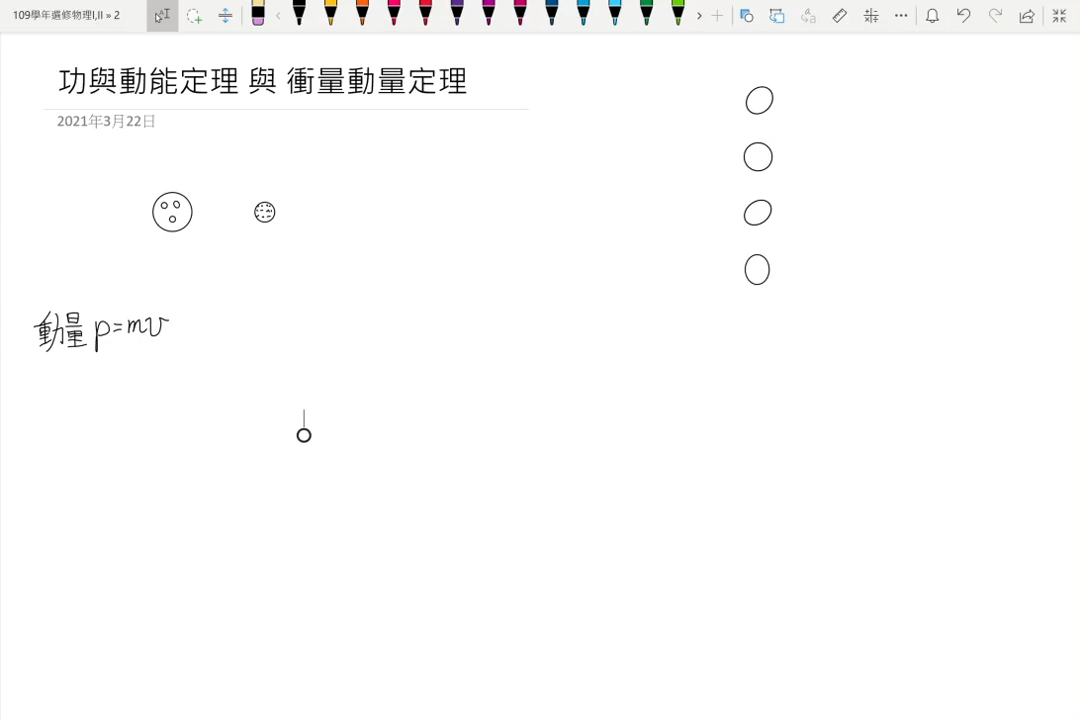 109學年選修物理I,II » 2
功與動能定理 與 衝量動量定理
2021年3月22日
動量 p=mv